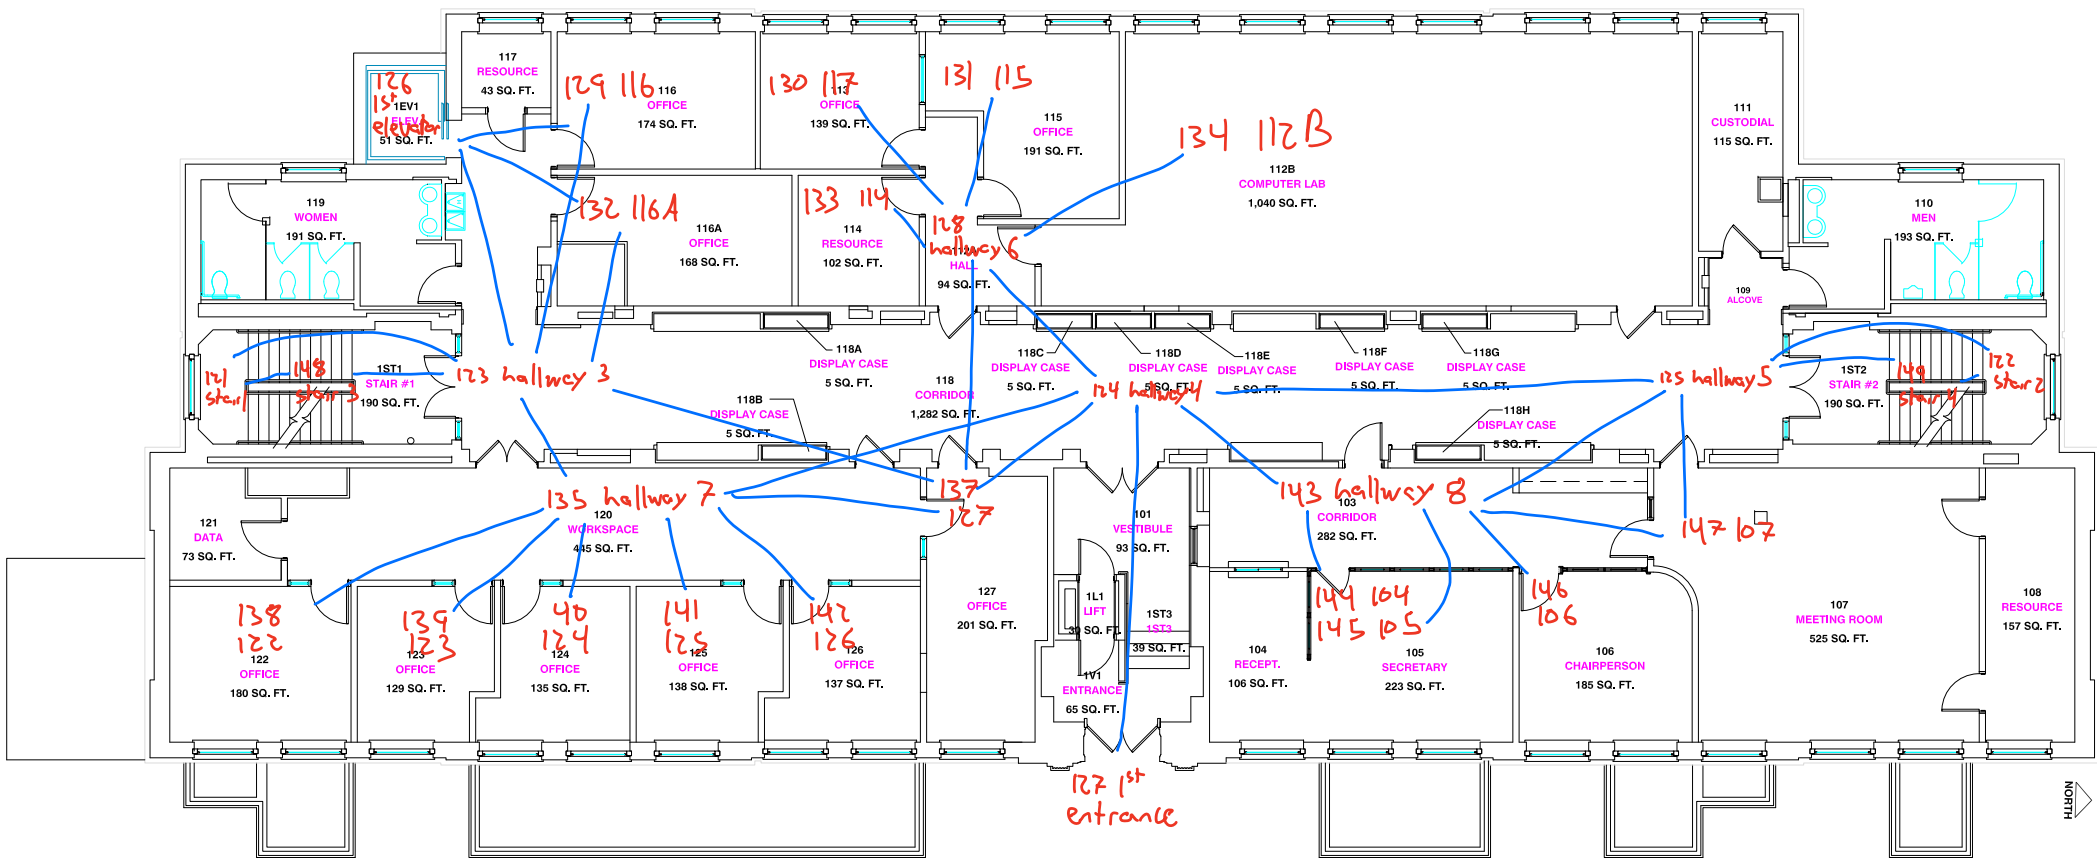 117
RESOURCE
43 SQ. FT.
129 116
116
OFFICE
174 SQ. FT.
130 117
113
OFFICE
139 SQ. FT.
131 115
115
OFFICE
191 SQ. FT.
134 112B
112B
COMPUTER LAB
1,040 SQ. FT.
111
CUSTODIAL
115 SQ. FT.
126
1st
elevator
1EV1
ELEV.
51 SQ. FT.
119
WOMEN
191 SQ. FT.
132 116A
116A
OFFICE
168 SQ. FT.
133 114
114
RESOURCE
102 SQ. FT.
128
hallway 6
HALL
94 SQ. FT.
110
MEN
193 SQ. FT.
109
ALCOVE
121
stair 1
148
stair 3
1ST1
STAIR #1
190 SQ. FT.
123 hallway 3
118A
DISPLAY CASE
5 SQ. FT.
118B
DISPLAY CASE
5 SQ. FT.
118
CORRIDOR
1,282 SQ. FT.
118C
DISPLAY CASE
5 SQ. FT.
118D
DISPLAY CASE
5 SQ. FT.
118E
DISPLAY CASE
5 SQ. FT.
118F
DISPLAY CASE
5 SQ. FT.
118G
DISPLAY CASE
5 SQ. FT.
118H
DISPLAY CASE
5 SQ. FT.
124 hallway 4
125 hallway 5
1ST2
STAIR #2
190 SQ. FT.
149
stair 4
122
stair 2
121
DATA
73 SQ. FT.
135 hallway 7
120
WORKSPACE
445 SQ. FT.
137
127
101
VESTIBULE
93 SQ. FT.
143 hallway 8
103
CORRIDOR
282 SQ. FT.
147 107
138
122
122
OFFICE
180 SQ. FT.
139
123
123
OFFICE
129 SQ. FT.
40
124
124
OFFICE
135 SQ. FT.
141
125
125
OFFICE
138 SQ. FT.
142
126
126
OFFICE
137 SQ. FT.
127
OFFICE
201 SQ. FT.
1L1
LIFT
30 SQ. FT.
1ST3
1ST3
39 SQ. FT.
1V1
ENTRANCE
65 SQ. FT.
144 104
145 105
104
RECEPT.
106 SQ. FT.
105
SECRETARY
223 SQ. FT.
146
106
106
CHAIRPERSON
185 SQ. FT.
107
MEETING ROOM
525 SQ. FT.
108
RESOURCE
157 SQ. FT.
127 1st
entrance
NORTH